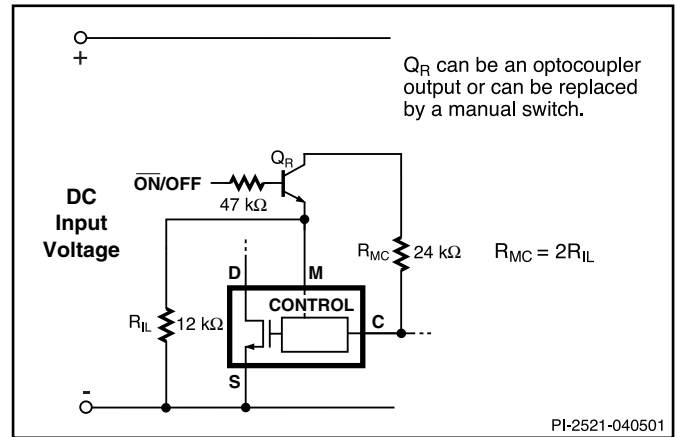 +
Q_R can be an optocoupler
output or can be replaced
by a manual switch.
Q_R
O̅N̅/OFF
47 kΩ
DC
Input
Voltage
R_MC
24 kΩ
R_MC = 2R_IL
D
M
CONTROL
C
R_IL
12 kΩ
S
-
PI-2521-040501